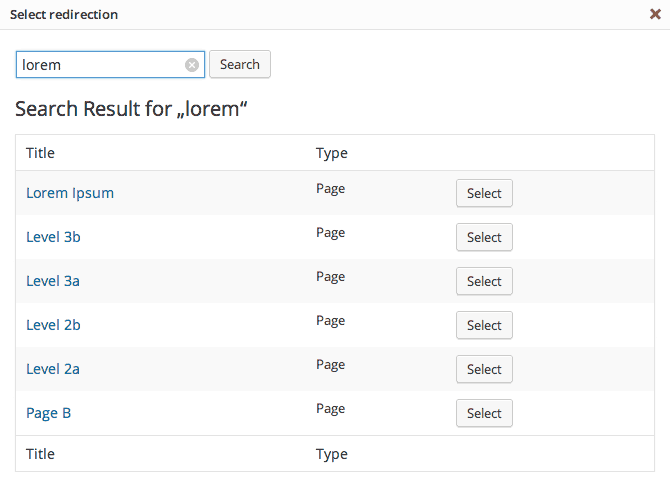 Select redirection
lorem Search
Search Result for „lorem“
Title Type
Lorem Ipsum Page Select
Level 3b Page Select
Level 3a Page Select
Level 2b Page Select
Level 2a Page Select
Page B Page Select
Title Type